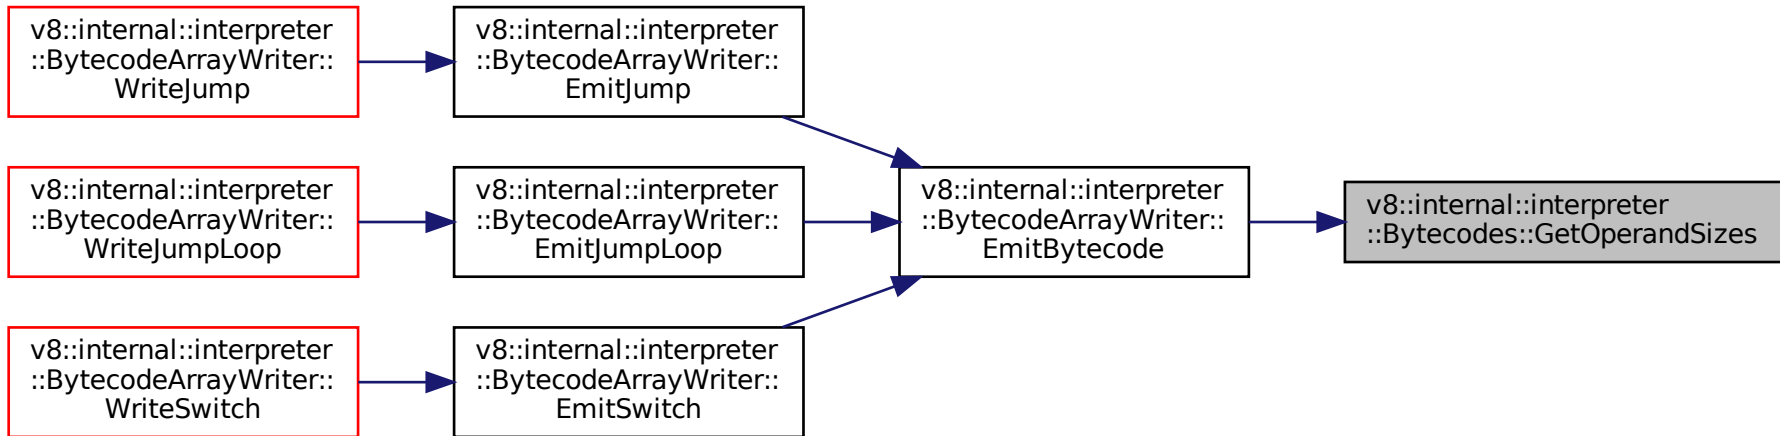 v8::internal::interpreter
::BytecodeArrayWriter::
WriteJump
v8::internal::interpreter
::BytecodeArrayWriter::
EmitJump
v8::internal::interpreter
::BytecodeArrayWriter::
WriteJumpLoop
v8::internal::interpreter
::BytecodeArrayWriter::
EmitJumpLoop
v8::internal::interpreter
::BytecodeArrayWriter::
EmitBytecode
v8::internal::interpreter
::Bytecodes::GetOperandSizes
v8::internal::interpreter
::BytecodeArrayWriter::
WriteSwitch
v8::internal::interpreter
::BytecodeArrayWriter::
EmitSwitch